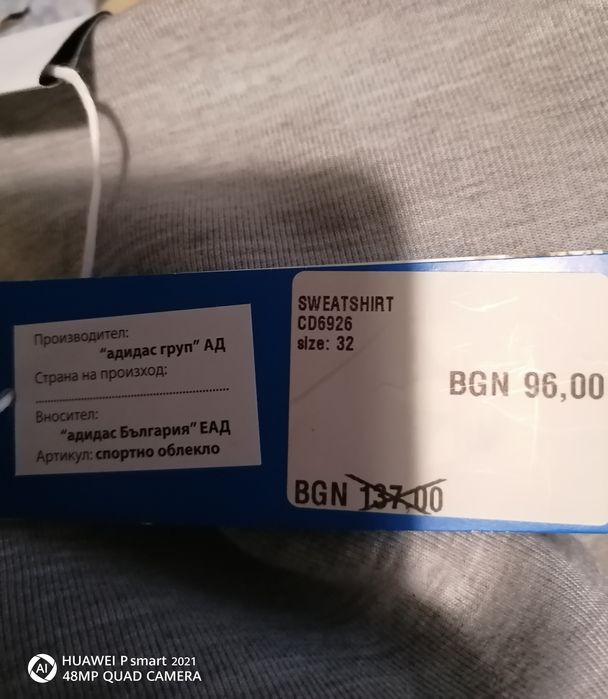 Производител:
"адидас груп" АД
Страна на произход:
Вносител:
"адидас България" ЕАД
Артикул: спортно облекло
SWEATSHIRT
CD6926
size: 32
BGN 96,00
BGN 137,00
AI
HUAWEI P smart 2021
48MP QUAD CAMERA